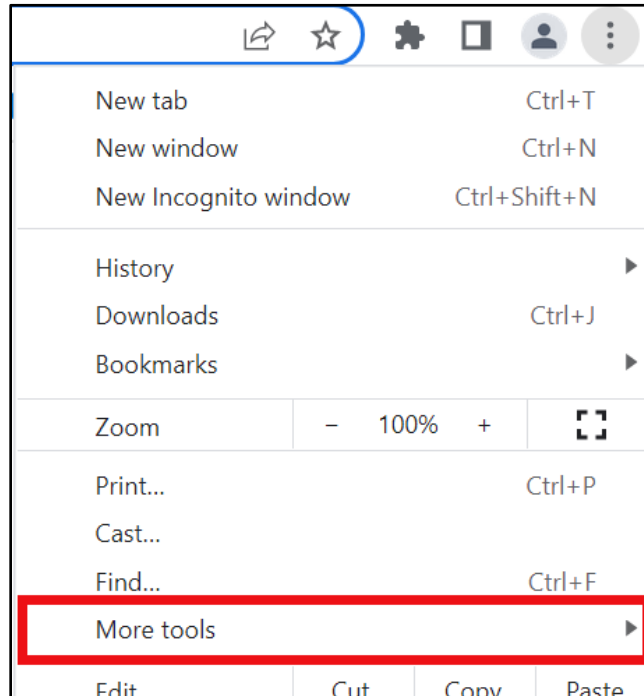 New tab Ctrl+T
New window Ctrl+N
New Incognito window Ctrl+Shift+N
History
Downloads Ctrl+J
Bookmarks
Zoom - 100% +
Print... Ctrl+P
Cast...
Find... Ctrl+F
More tools
Edit Cut Copy Paste